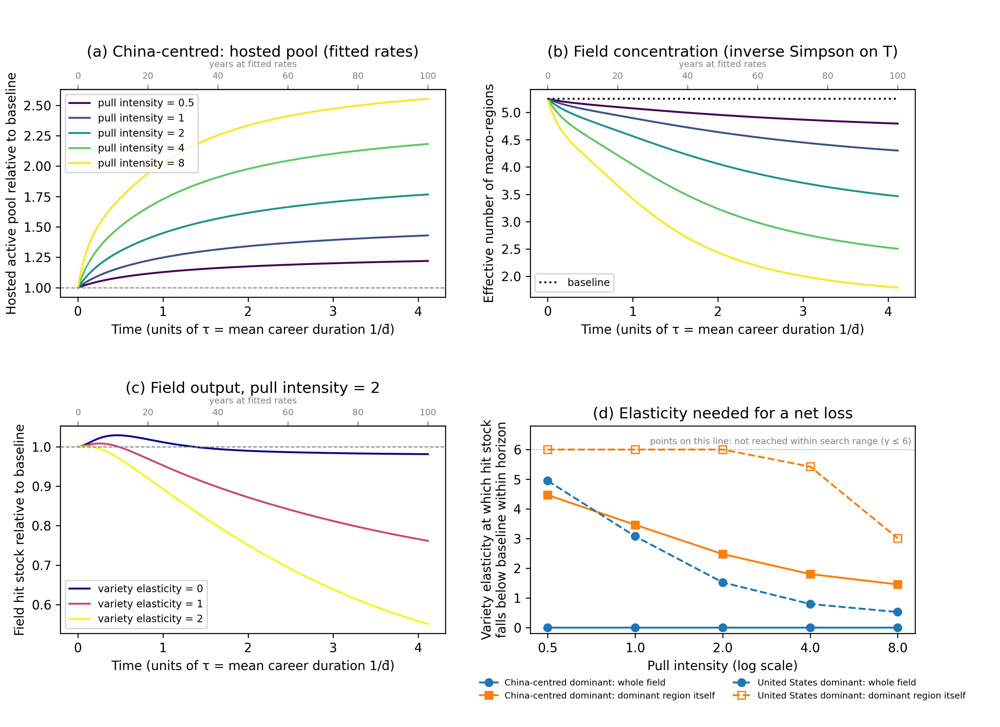 (a) China-centred: hosted pool (fitted rates)
years at fitted rates
0 20 40 60 80 100
Hosted active pool relative to baseline
2.50
2.25
2.00
1.75
1.50
1.25
1.00
pull intensity = 0.5
pull intensity = 1
pull intensity = 2
pull intensity = 4
pull intensity = 8
0 1 2 3 4
Time (units of τ = mean career duration 1/d̄)
(b) Field concentration (inverse Simpson on T)
years at fitted rates
0 20 40 60 80 100
Effective number of macro-regions
5.0
4.5
4.0
3.5
3.0
2.5
2.0
baseline
0 1 2 3 4
Time (units of τ = mean career duration 1/d̄)
(c) Field output, pull intensity = 2
years at fitted rates
0 20 40 60 80 100
Field hit stock relative to baseline
1.0
0.9
0.8
0.7
0.6
variety elasticity = 0
variety elasticity = 1
variety elasticity = 2
0 1 2 3 4
Time (units of τ = mean career duration 1/d̄)
(d) Elasticity needed for a net loss
Variety elasticity at which hit stock
falls below baseline within horizon
points on this line: not reached within search range (γ ≤ 6)
6
5
4
3
2
1
0
0.5 1.0 2.0 4.0 8.0
Pull intensity (log scale)
China-centred dominant: whole field
China-centred dominant: dominant region itself
United States dominant: whole field
United States dominant: dominant region itself